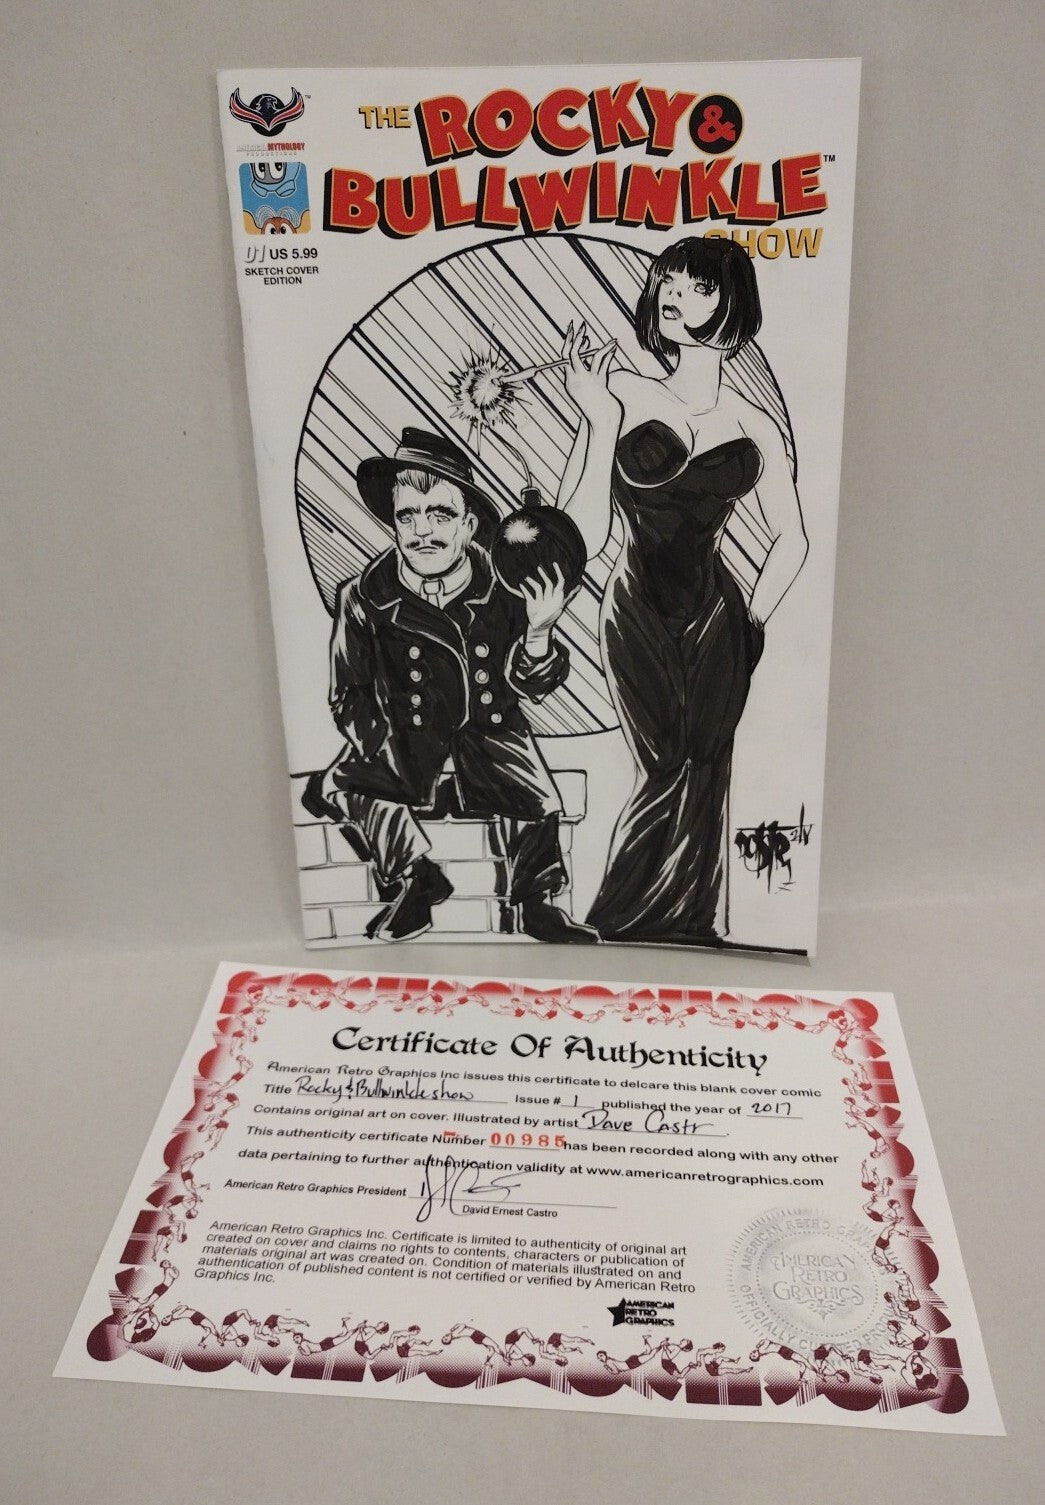 AMERICAN MYTHOLOGY
PRODUCTIONS
THE ROCKY &
BULLWINKLE™
SHOW
01 US 5.99
SKETCH COVER
EDITION
Certificate Of Authenticity
American Retro Graphics Inc issues this certificate to delcare this blank cover comic
Title Rocky & Bullwinkle show Issue # 1 published the year of 2017
Contains original art on cover. Illustrated by artist Dave Castr.
This authenticity certificate Number 00985 has been recorded along with any other
data pertaining to further authentication validity at www.americanretrographics.com
American Retro Graphics President
David Ernest Castro
American Retro Graphics Inc. Certificate is limited to authenticity of original art
created on cover and claims no rights to contents, characters or publication of
materials original art was created on. Condition of materials illustrated on and
authentication of published content is not certified or verified by American Retro
Graphics Inc.
AMERICAN
RETRO
GRAPHICS
AMERICAN
RETRO
GRAPHICS